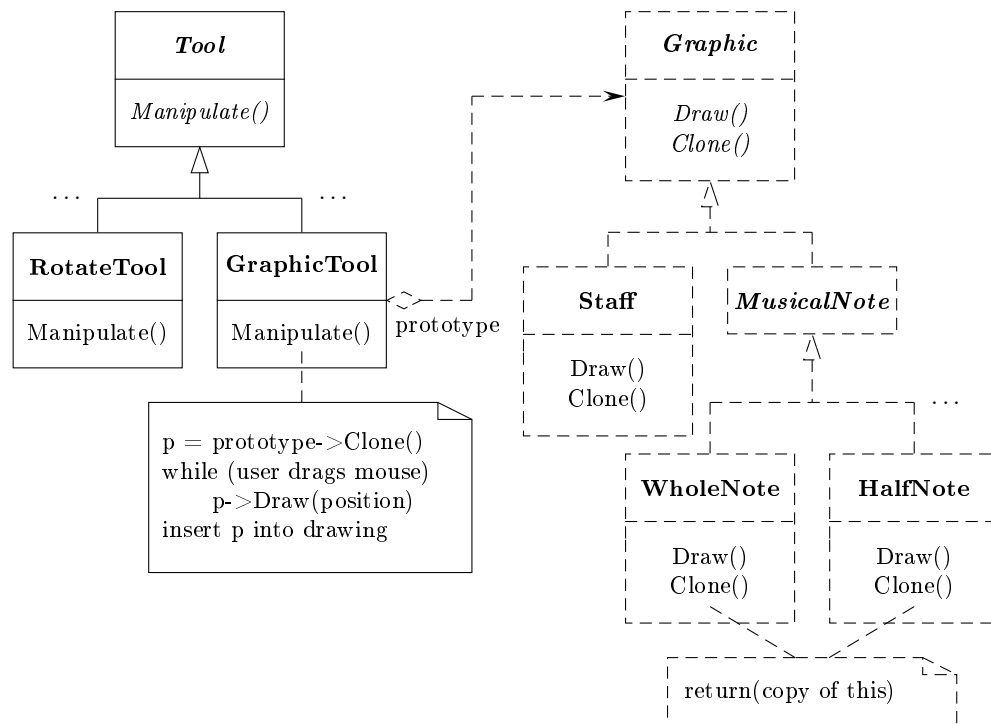 Tool
Manipulate()
Graphic
Draw()
Clone()
...
...
RotateTool
Manipulate()
GraphicTool
Manipulate()
prototype
p = prototype->Clone()
while (user drags mouse)
p->Draw(position)
insert p into drawing
Staff
Draw()
Clone()
MusicalNote
...
WholeNote
Draw()
Clone()
HalfNote
Draw()
Clone()
return(copy of this)